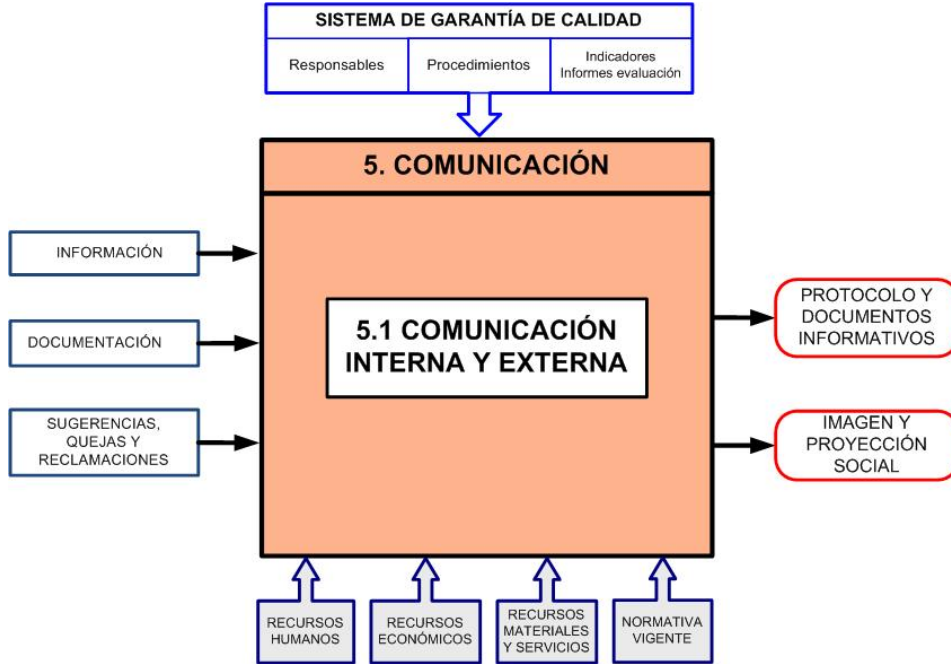 SISTEMA DE GARANTÍA DE CALIDAD
Responsables
Procedimientos
Indicadores
Informes evaluación
5. COMUNICACIÓN
INFORMACIÓN
DOCUMENTACIÓN
SUGERENCIAS,
QUEJAS Y
RECLAMACIONES
5.1 COMUNICACIÓN
INTERNA Y EXTERNA
PROTOCOLO Y
DOCUMENTOS
INFORMATIVOS
IMAGEN Y
PROYECCIÓN
SOCIAL
RECURSOS
HUMANOS
RECURSOS
ECONÓMICOS
RECURSOS
MATERIALES
Y SERVICIOS
NORMATIVA
VIGENTE